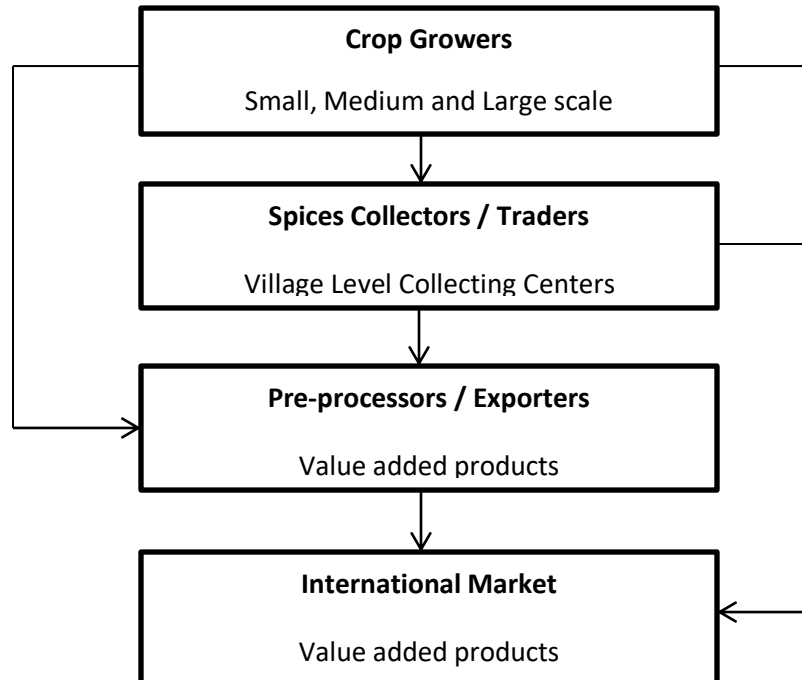 Crop Growers
Small, Medium and Large scale
Spices Collectors / Traders
Village Level Collecting Centers
Pre-processors / Exporters
Value added products
International Market
Value added products